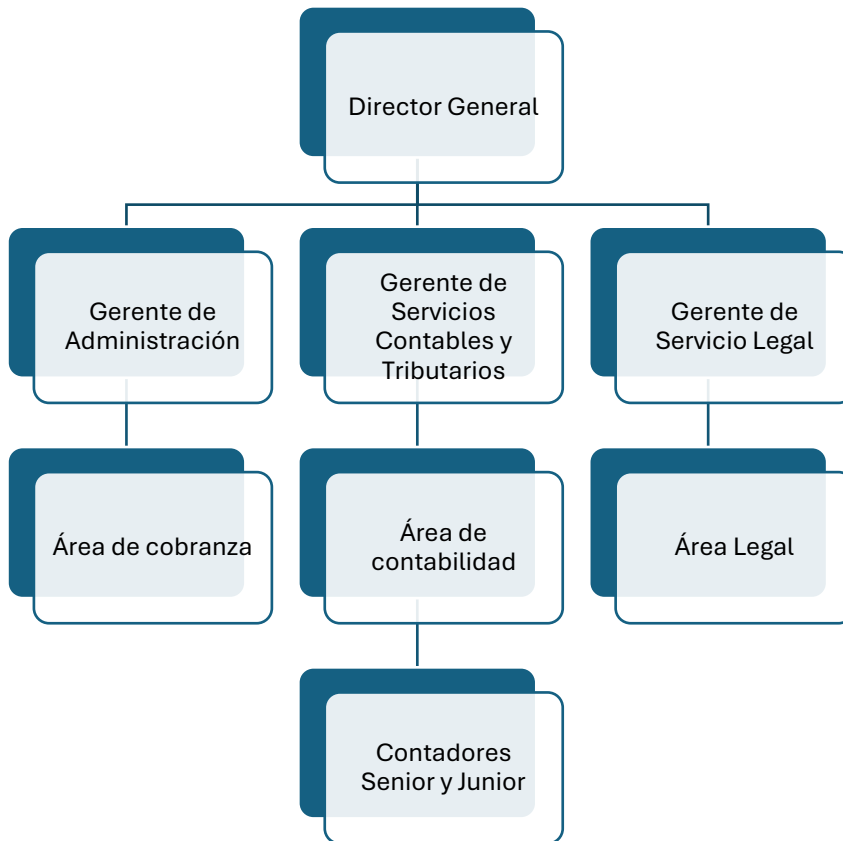 Director General
Gerente de
Administración
Gerente de
Servicios
Contables y
Tributarios
Gerente de
Servicio Legal
Área de cobranza
Área de
contabilidad
Área Legal
Contadores
Senior y Junior